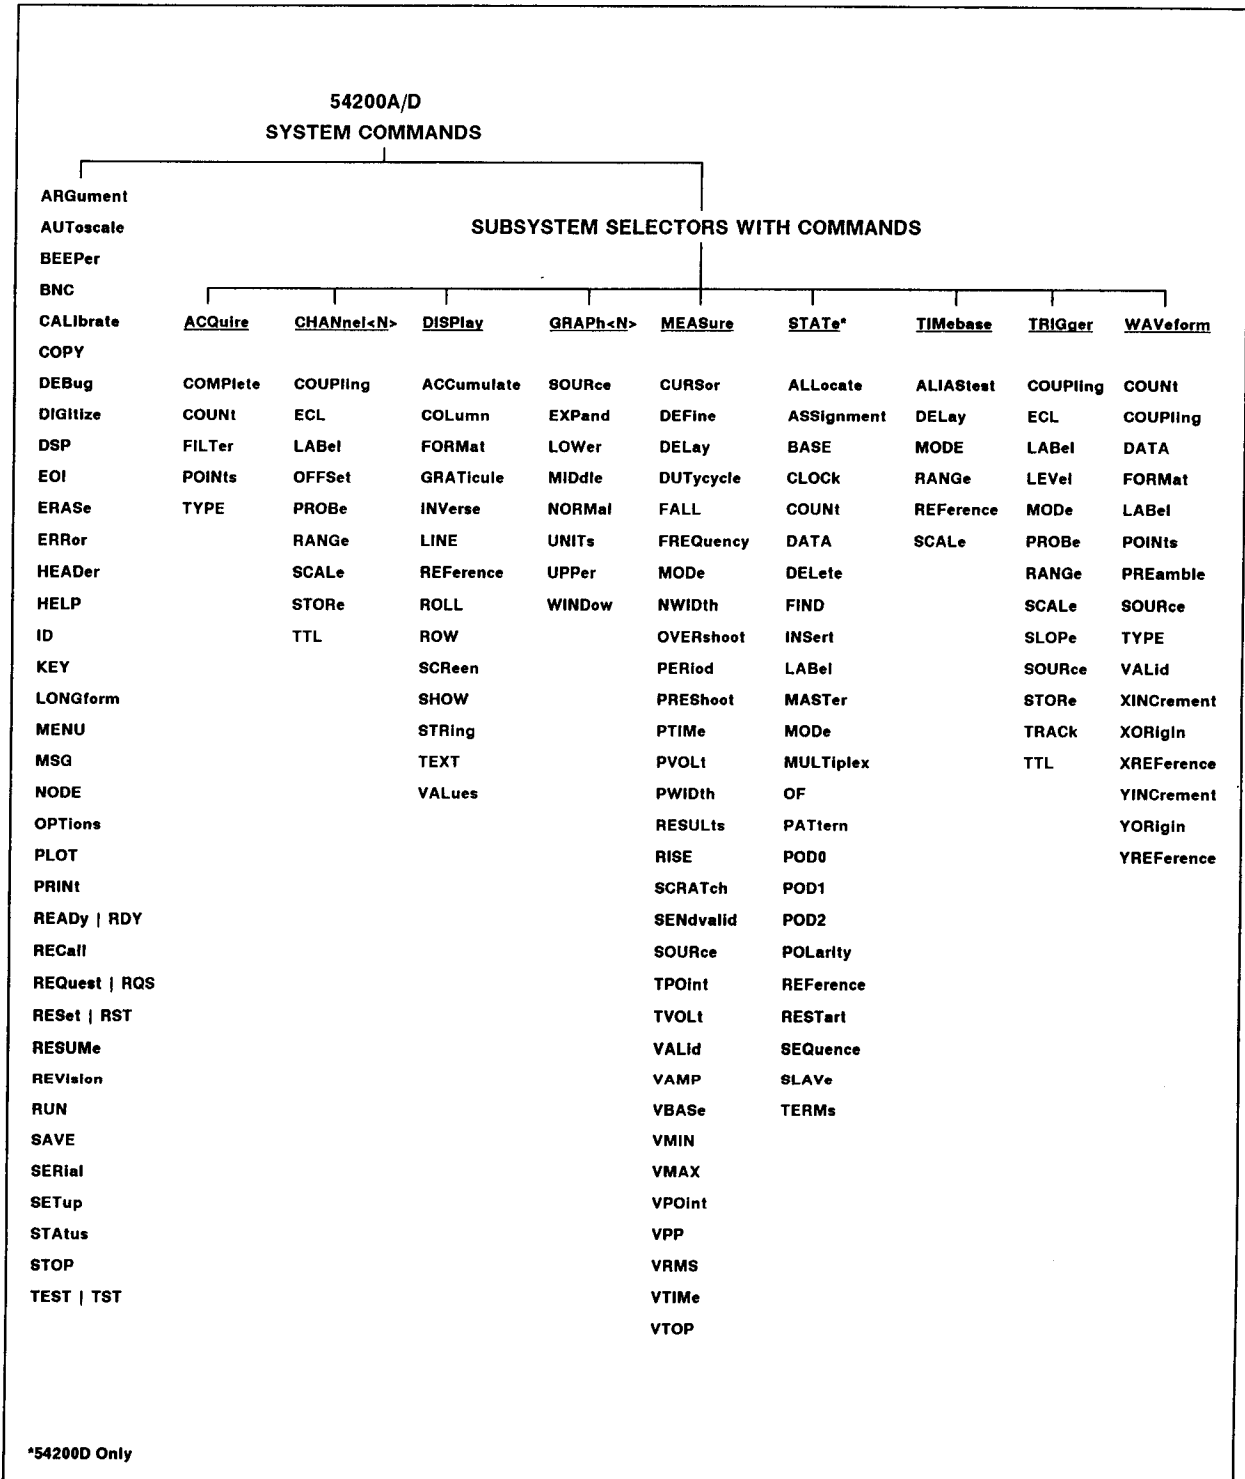 54200A/D
SYSTEM COMMANDS
SUBSYSTEM SELECTORS WITH COMMANDS
ARGument
AUToscale
BEEPer
BNC
CALIbrate
COPY
DEBug
DIGItize
DSP
EOI
ERASe
ERRor
HEADer
HELP
ID
KEY
LONGform
MENU
MSG
NODE
OPTions
PLOT
PRINt
READy | RDY
RECall
REQuest | RQS
RESet | RST
RESUMe
REVIsion
RUN
SAVE
SERial
SETup
STAtus
STOP
TEST | TST
ACQuire
COMPlete
COUNt
FILTer
POINts
TYPE
CHANnel<N>
COUPling
ECL
LABel
OFFSet
PROBe
RANGe
SCALe
STORe
TTL
DISPlay
ACCumulate
COLumn
FORMat
GRATicule
INVerse
LINE
REFerence
ROLL
ROW
SCReen
SHOW
STRing
TEXT
VALues
GRAPh<N>
SOURce
EXPand
LOWer
MIDdle
NORMal
UNITs
UPPer
WINDow
MEASure
CURSor
DEFine
DELay
DUTycycle
FALL
FREQuency
MODe
NWIDth
OVERshoot
PERiod
PREShoot
PTIMe
PVOLt
PWIDth
RESULts
RISE
SCRATch
SENdvalid
SOURce
TPOint
TVOLt
VALid
VAMP
VBASe
VMIN
VMAX
VPOint
VPP
VRMS
VTIMe
VTOP
STATe*
ALLocate
ASSignment
BASE
CLOCk
COUNt
DATA
DELete
FIND
INSert
LABel
MASTer
MODe
MULTiplex
OF
PATtern
POD0
POD1
POD2
POLarity
REFerence
RESTart
SEQuence
SLAVe
TERMs
TIMebase
ALIAStest
DELay
MODE
RANGe
REFerence
SCALe
TRIGger
COUPling
ECL
LABel
LEVel
MODe
PROBe
RANGe
SCALe
SLOPe
SOURce
STORe
TRACk
TTL
WAVeform
COUNt
COUPling
DATA
FORMat
LABel
POINts
PREamble
SOURce
TYPE
VALid
XINCrement
XORigin
XREFerence
YINCrement
YORigin
YREFerence
*54200D Only